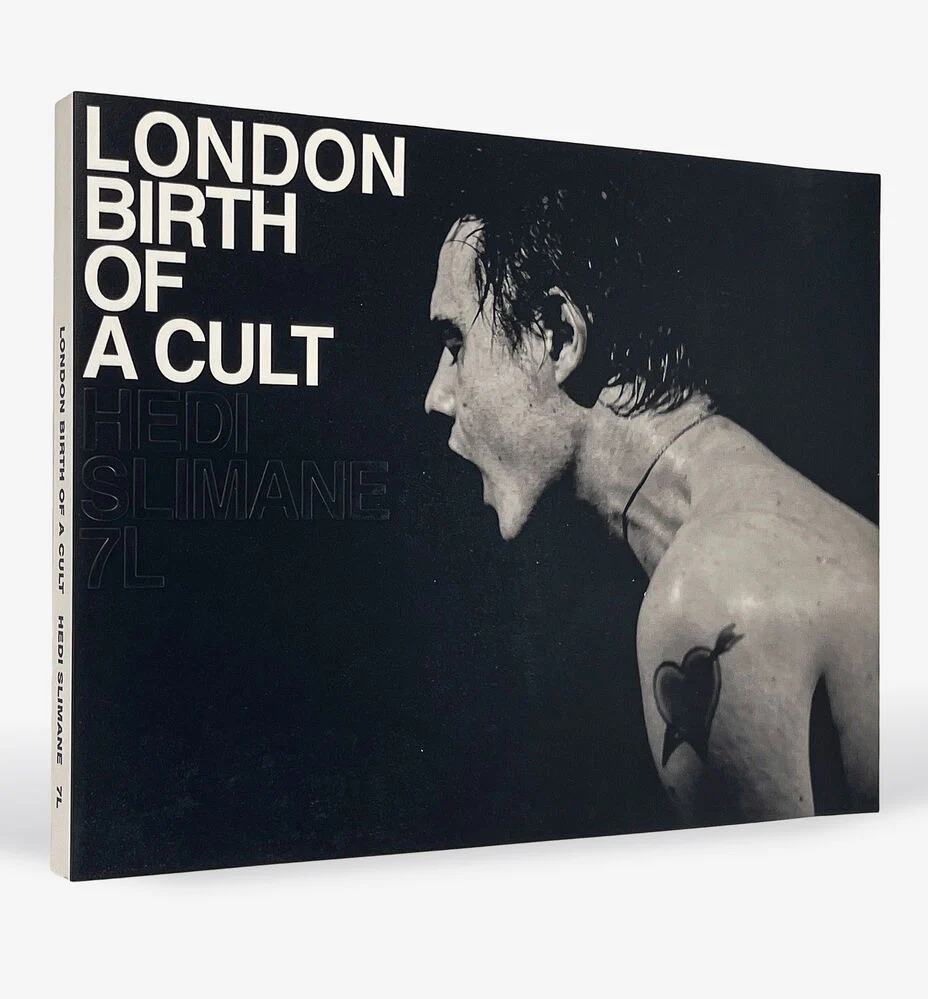 LONDON
BIRTH
OF
A CULT
HEDI
SLIMANE
7L
LONDON BIRTH OF A CULT HEDI SLIMANE 7L